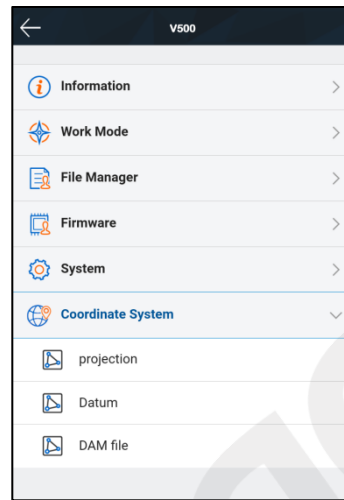 V500
Information
Work Mode
File Manager
Firmware
System
Coordinate System
projection
Datum
DAM file